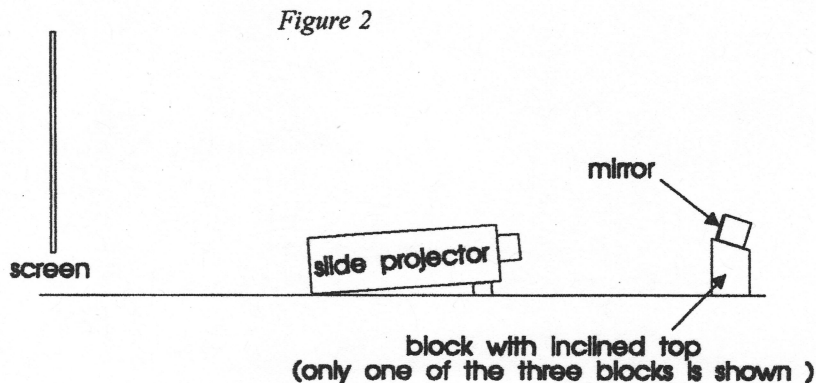 Figure 2
mirror
slide projector
screen
block with inclined top
(only one of the three blocks is shown )